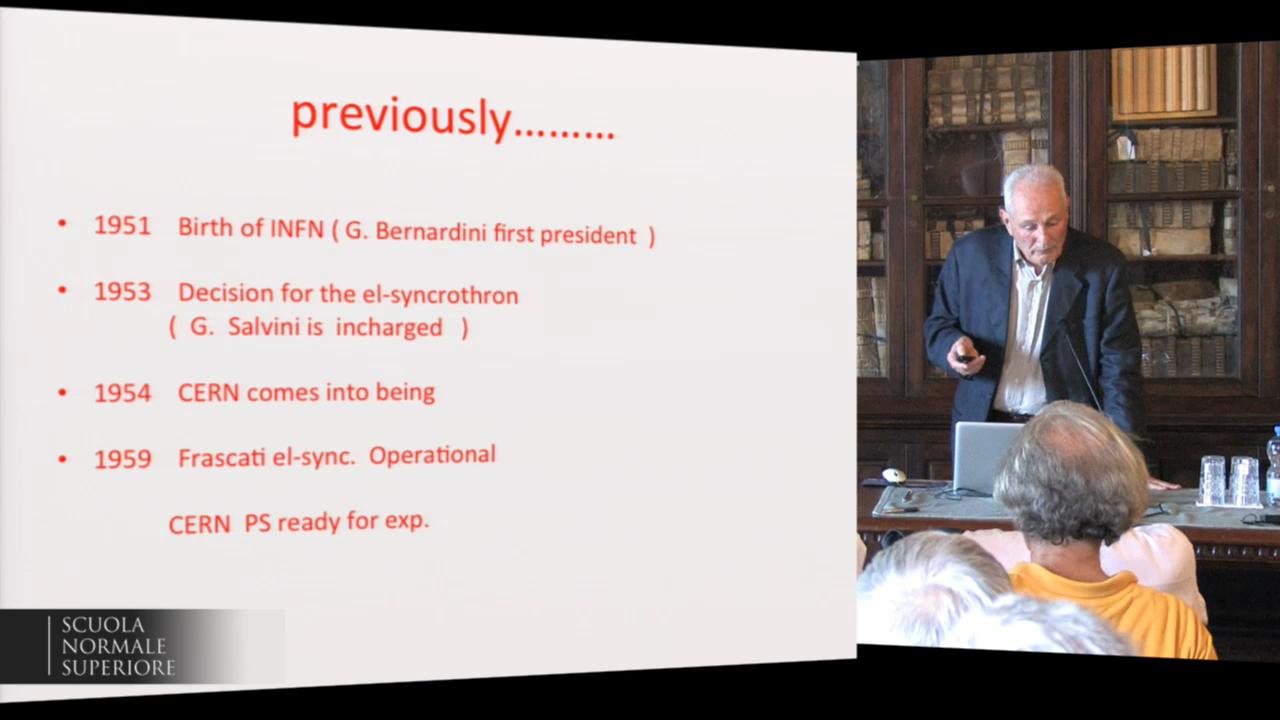 previously.........
• 1951 Birth of INFN ( G. Bernardini first president )
• 1953 Decision for the el-syncrothron
( G. Salvini is incharged )
• 1954 CERN comes into being
• 1959 Frascati el-sync. Operational
CERN PS ready for exp.
SCUOLA
NORMALE
SUPERIORE